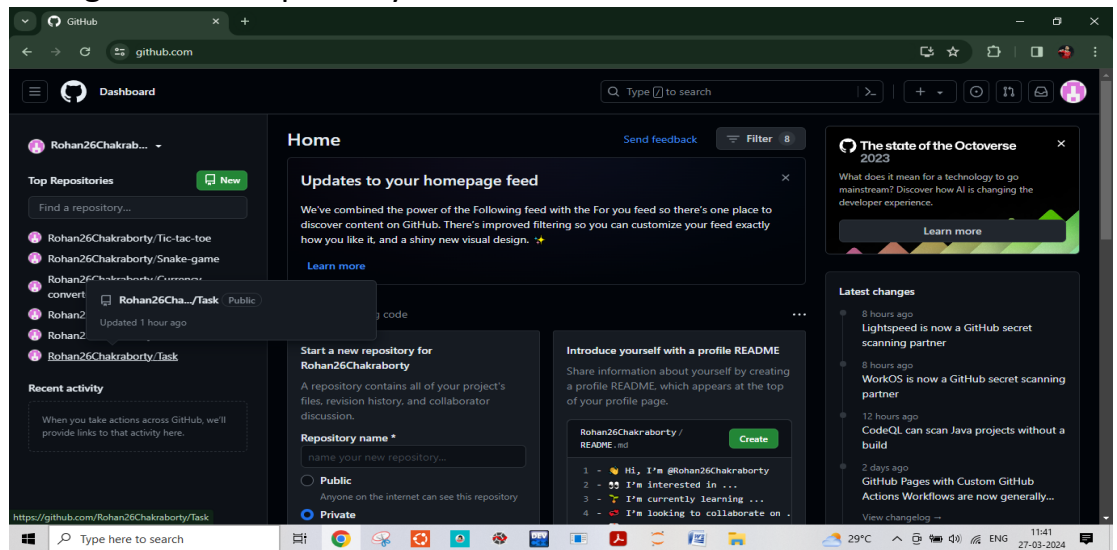 GitHub
github.com
Dashboard
Type / to search
Rohan26Chakrab...
Top Repositories
New
Find a repository...
Rohan26Chakraborty/Tic-tac-toe
Rohan26Chakraborty/Snake-game
Rohan26Chakraborty/Currency
convert
Rohan2
Rohan2
Rohan26Chakraborty/Task
Rohan26Cha.../Task Public
Updated 1 hour ago
Recent activity
When you take actions across GitHub, we'll
provide links to that activity here.
https://github.com/Rohan26Chakraborty/Task
Home
Send feedback
Filter 8
Updates to your homepage feed
We've combined the power of the Following feed with the For you feed so there's one place to
discover content on GitHub. There's improved filtering so you can customize your feed exactly
how you like it, and a shiny new visual design. ✨
Learn more
code
Start a new repository for
Rohan26Chakraborty
A repository contains all of your project's
files, revision history, and collaborator
discussion.
Repository name *
name your new repository...
Public
Anyone on the internet can see this repository
Private
Introduce yourself with a profile README
Share information about yourself by creating
a profile README, which appears at the top
of your profile page.
Rohan26Chakraborty /
README.md
Create
1 - 👋 Hi, I'm @Rohan26Chakraborty
2 - 👀 I'm interested in ...
3 - 🌱 I'm currently learning ...
4 - 💞️ I'm looking to collaborate on .
The state of the Octoverse
2023
What does it mean for a technology to go
mainstream? Discover how AI is changing the
developer experience.
Learn more
Latest changes
8 hours ago
Lightspeed is now a GitHub secret
scanning partner
8 hours ago
WorkOS is now a GitHub secret scanning
partner
12 hours ago
CodeQL can scan Java projects without a
build
2 days ago
GitHub Pages with Custom GitHub
Actions Workflows are now generally...
View changelog →
Type here to search
DEV
29°C
ENG
11:41
27-03-2024